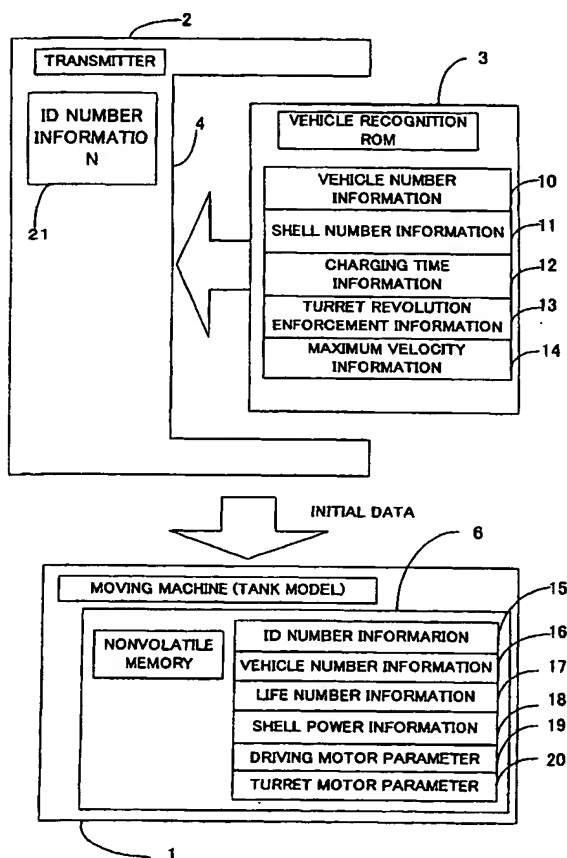 2
TRANSMITTER
3
ID NUMBER
INFORMATIO
N
4
VEHICLE RECOGNITION
ROM
VEHICLE NUMBER
INFORMATION
10
SHELL NUMBER INFORMATION
11
21
CHARGING TIME
INFORMATION
12
TURRET REVOLUTION
ENFORCEMENT INFORMATION
13
MAXIMUM VELOCITY
INFORMATION
14
INITIAL DATA
6
MOVING MACHINE (TANK MODEL)
15
NONVOLATILE
MEMORY
ID NUMBER INFORMARION
16
VEHICLE NUMBER INFORMATION
17
LIFE NUMBER INFORMATION
18
SHELL POWER INFORMATION
19
DRIVING MOTOR PARAMETER
20
TURRET MOTOR PARAMETER
1